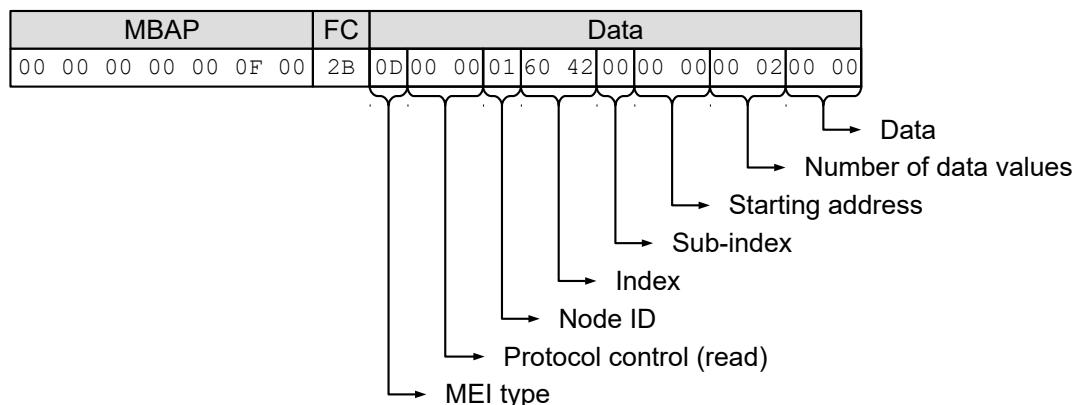 MBAP FC Data
00 00 00 00 00 0F 00 2B 0D 00 00 01 60 42 00 00 00 00 02 00 00
Data
Number of data values
Starting address
Sub-index
Index
Node ID
Protocol control (read)
MEI type